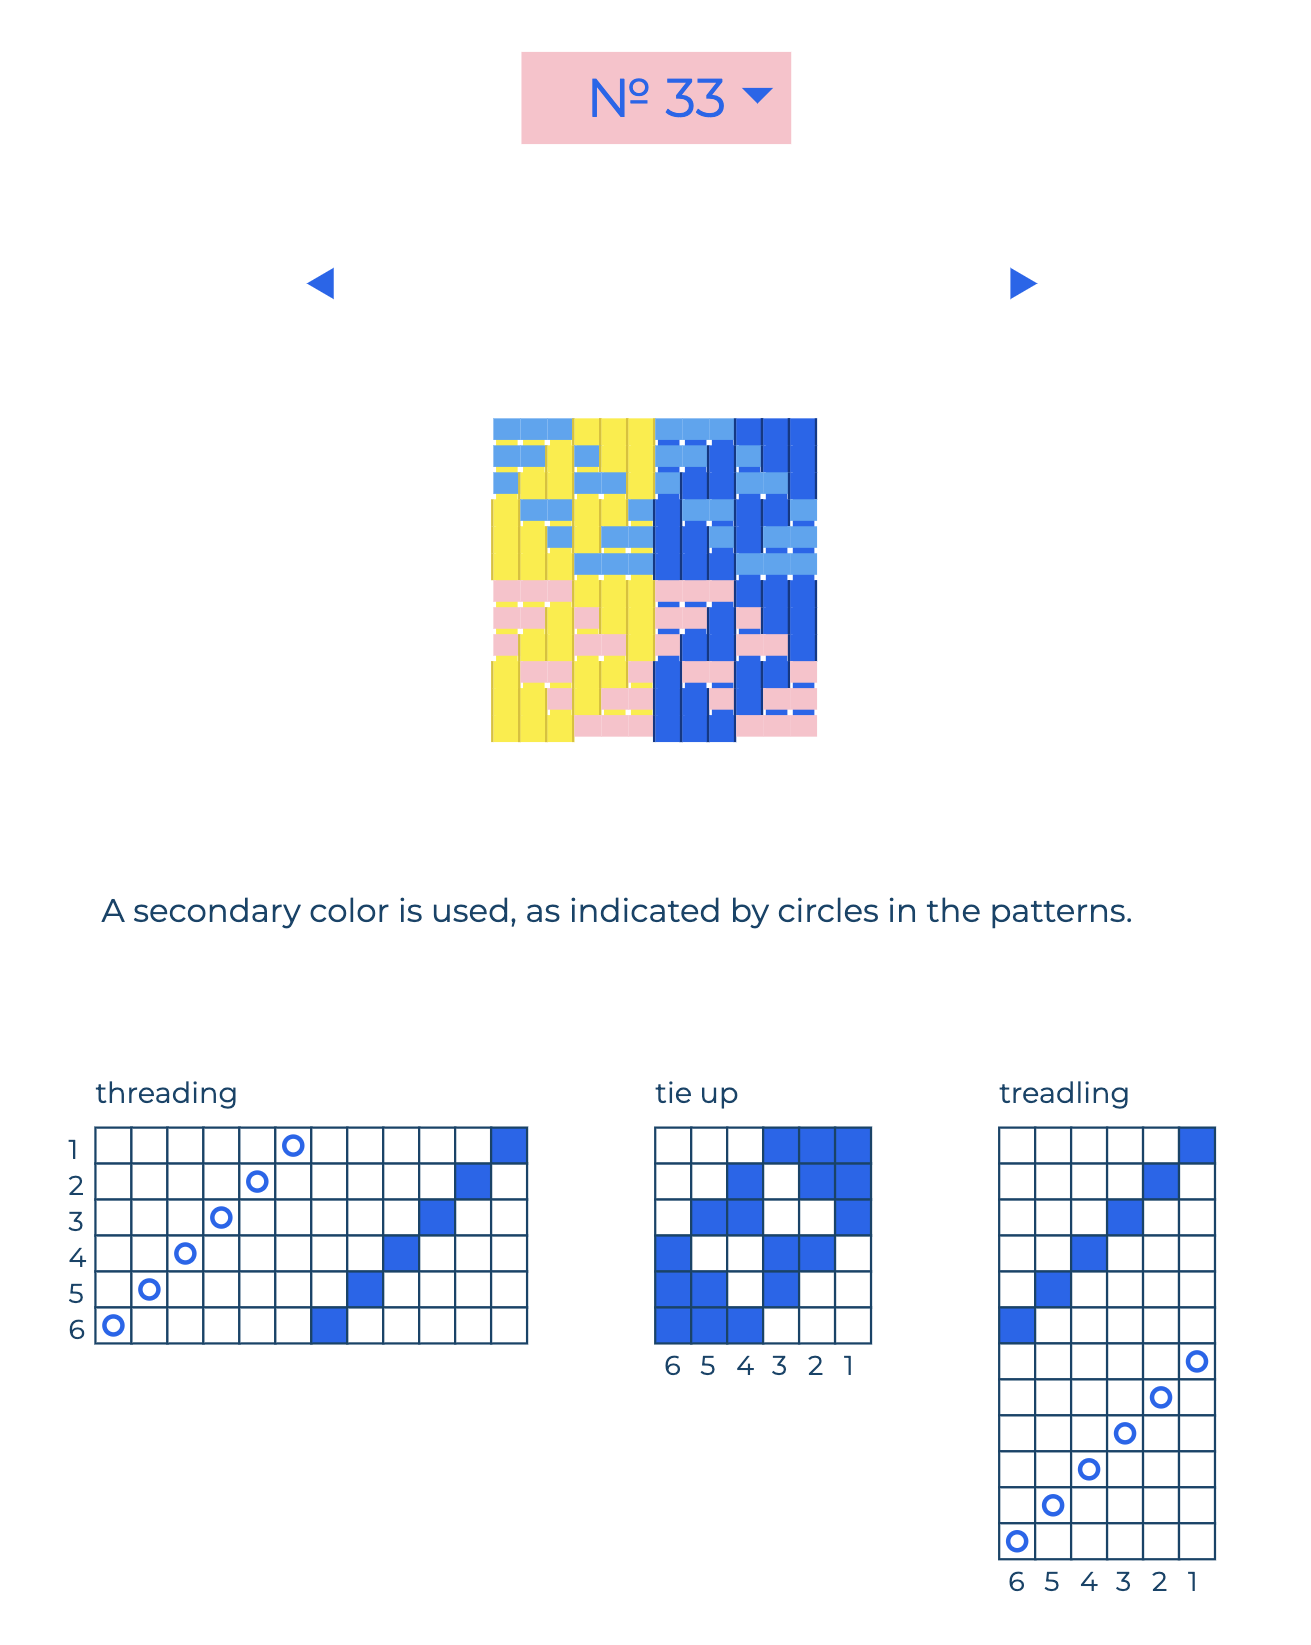 Nº 33
A secondary color is used, as indicated by circles in the patterns.
threading
1
2
3
4
5
6
tie up
6 5 4 3 2 1
treadling
6 5 4 3 2 1